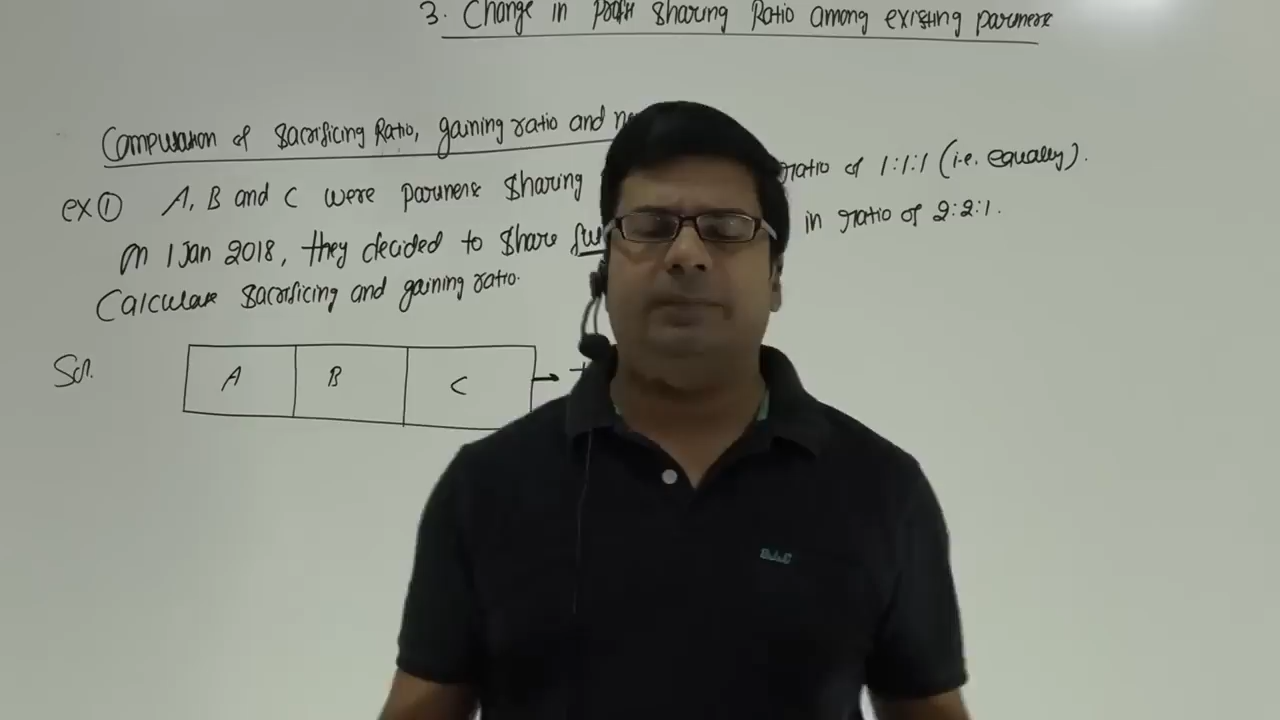 3. Change in Profit Sharing Ratio among existing partners
Computation of Sacrificing Ratio, gaining ratio and
ex ① A, B and C were partners sharing ratio of 1:1:1 (i.e. equally).
On 1 Jan 2018, they decided to share in ratio of 2:2:1.
Calculate Sacrificing and gaining ratio.
Sol.
A B C